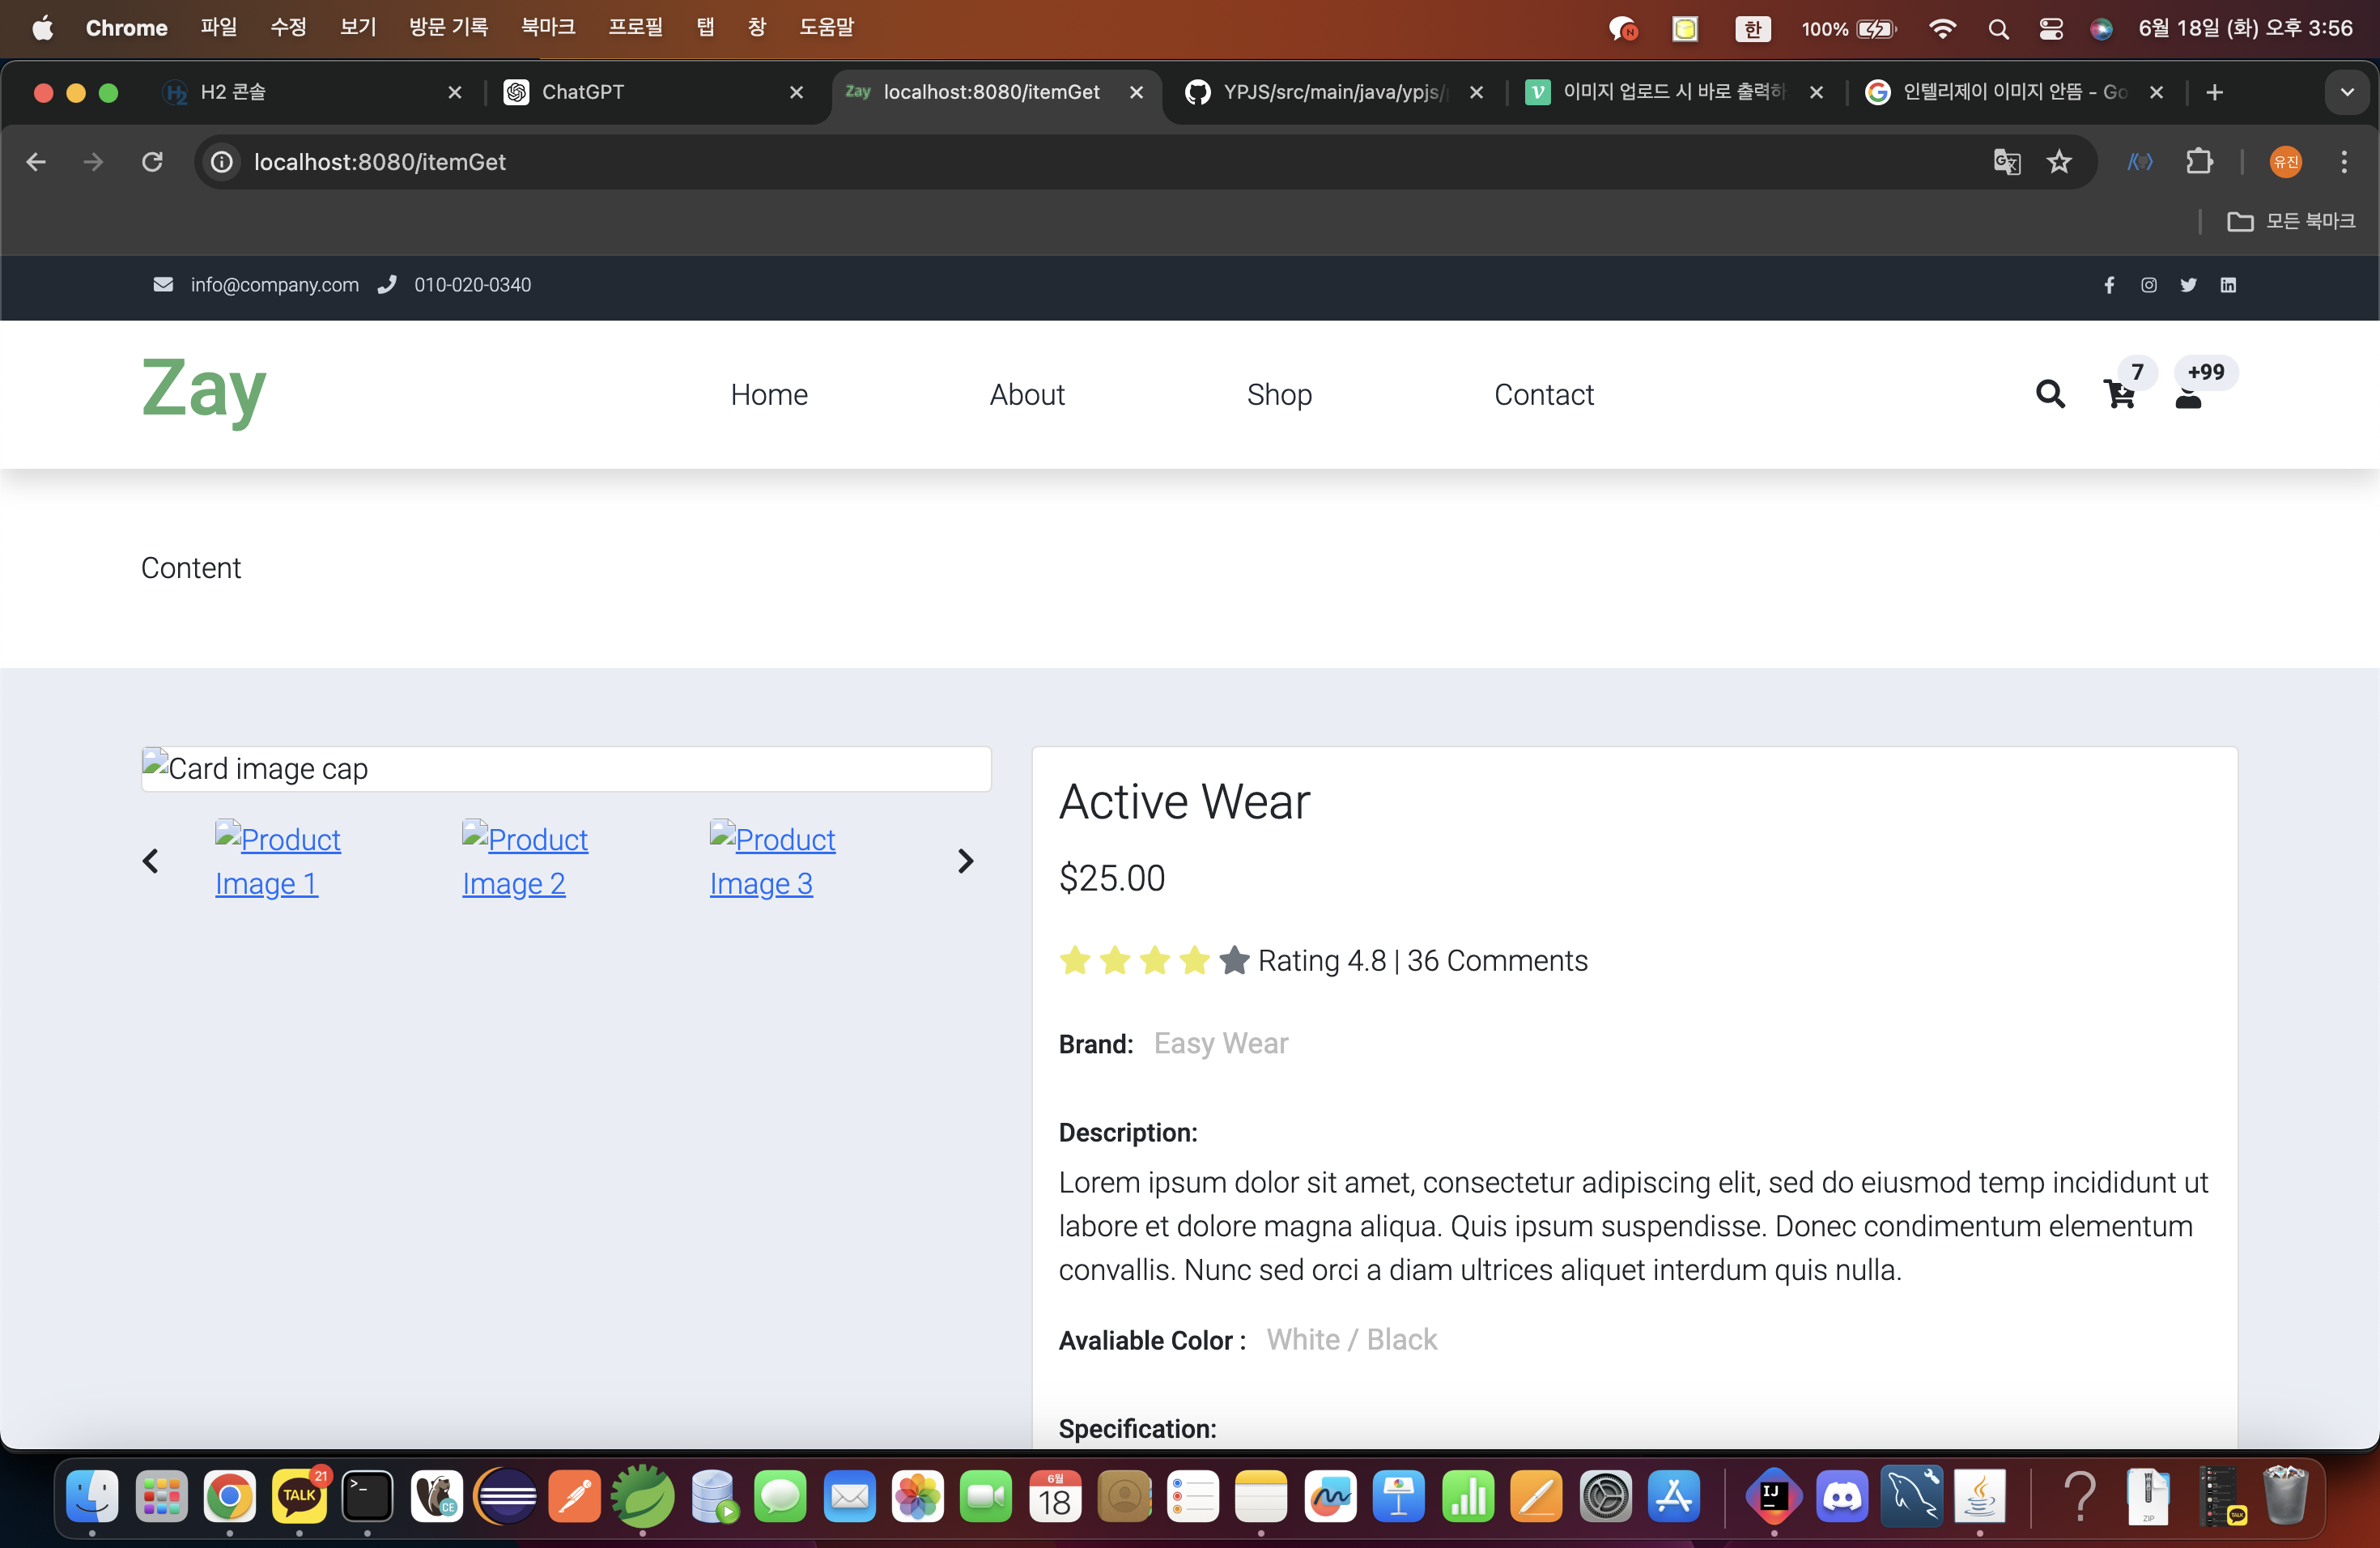 Chrome 파일 수정 보기 방문 기록 북마크 프로필 탭 창 도움말 한 100% 6월 18일 (화) 오후 3:56
H2 콘솔 ChatGPT Zay localhost:8080/itemGet YPJS/src/main/java/ypjs/ 이미지 업로드 시 바로 출력하 인텔리제이 이미지 안뜸 - Go
localhost:8080/itemGet 유진
모든 북마크
info@company.com 010-020-0340
Zay Home About Shop Contact 7 +99
Content
Card image cap
Product Image 1
Product Image 2
Product Image 3
Active Wear
$25.00
Rating 4.8 | 36 Comments
Brand: Easy Wear
Description:
Lorem ipsum dolor sit amet, consectetur adipiscing elit, sed do eiusmod temp incididunt ut
labore et dolore magna aliqua. Quis ipsum suspendisse. Donec condimentum elementum
convallis. Nunc sed orci a diam ultrices aliquet interdum quis nulla.
Avaliable Color : White / Black
Specification:
TALK 21 CE 6월 18 IJ ZIP